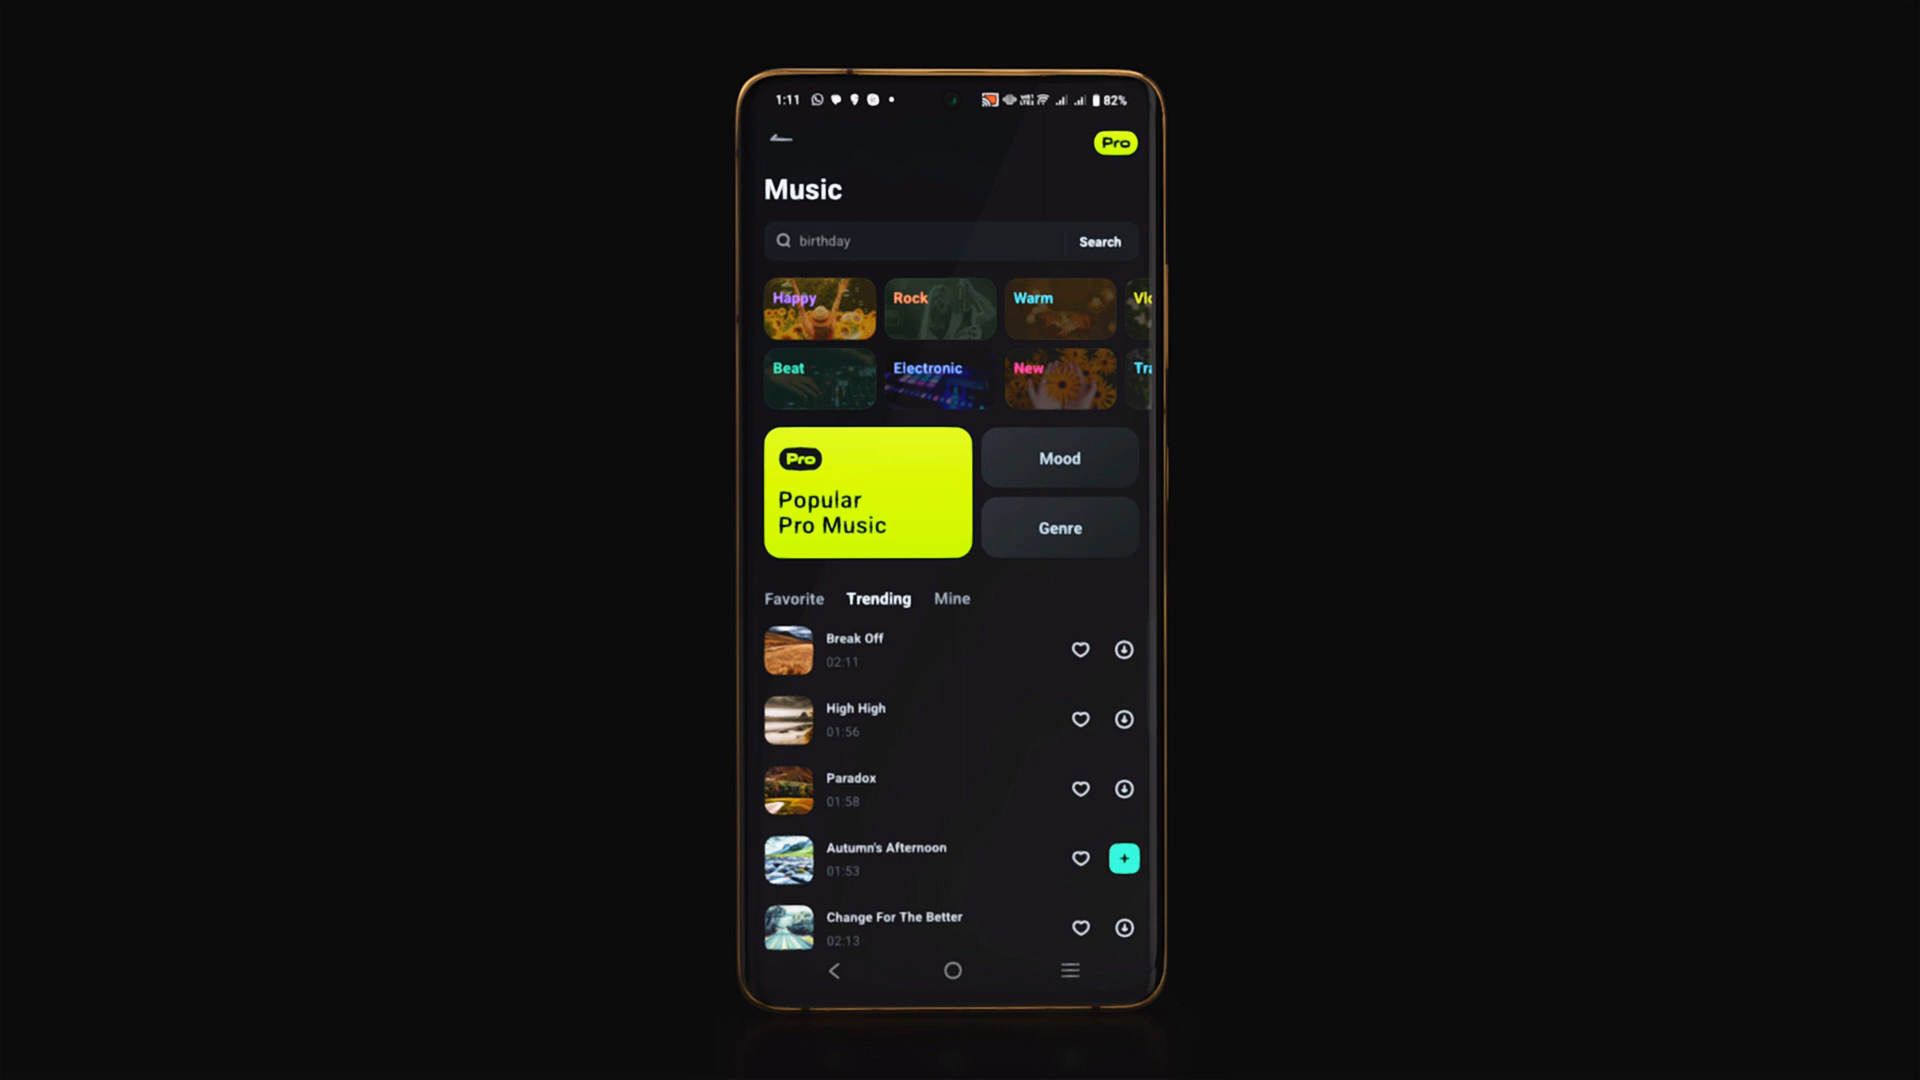 1:11 82%
Pro
Music
birthday Search
Happy Rock Warm
Beat Electronic New
Pro
Popular
Pro Music
Mood
Genre
Favorite Trending Mine
Break Off
02:11
High High
01:56
Paradox
01:58
Autumn's Afternoon
01:53
Change For The Better
02:13